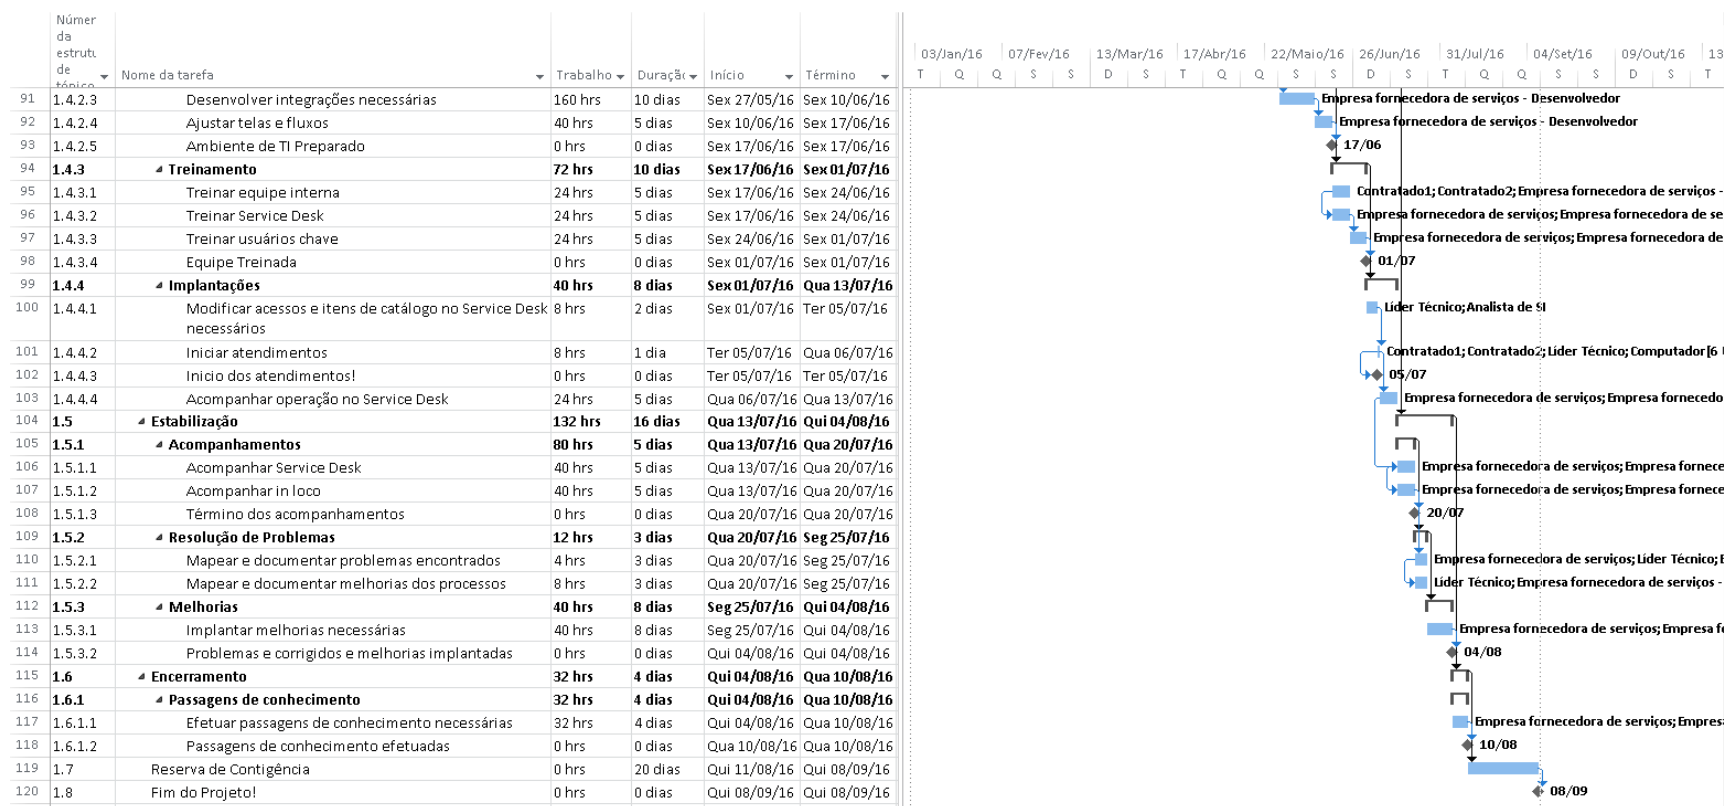 Númer
da
estrutu
de
tópico
Nome da tarefa
Trabalho
Duração
Início
Término
03/Jan/16 07/Fev/16 13/Mar/16 17/Abr/16 22/Maio/16 26/Jun/16 31/Jul/16 04/Set/16 09/Out/16 13
T Q Q S S D S T Q Q S S D S T Q Q S S D S T
91 1.4.2.3 Desenvolver integrações necessárias 160 hrs 10 dias Sex 27/05/16 Sex 10/06/16 Empresa fornecedora de serviços - Desenvolvedor
92 1.4.2.4 Ajustar telas e fluxos 40 hrs 5 dias Sex 10/06/16 Sex 17/06/16 Empresa fornecedora de serviços - Desenvolvedor
93 1.4.2.5 Ambiente de TI Preparado 0 hrs 0 dias Sex 17/06/16 Sex 17/06/16 17/06
94 1.4.3 Treinamento 72 hrs 10 dias Sex 17/06/16 Sex 01/07/16
95 1.4.3.1 Treinar equipe interna 24 hrs 5 dias Sex 17/06/16 Sex 24/06/16 Contratado1; Contratado2; Empresa fornecedora de serviços -
96 1.4.3.2 Treinar Service Desk 24 hrs 5 dias Sex 17/06/16 Sex 24/06/16 Empresa fornecedora de serviços; Empresa fornecedora de se
97 1.4.3.3 Treinar usuários chave 24 hrs 5 dias Sex 24/06/16 Sex 01/07/16 Empresa fornecedora de serviços; Empresa fornecedora de
98 1.4.3.4 Equipe Treinada 0 hrs 0 dias Sex 01/07/16 Sex 01/07/16 01/07
99 1.4.4 Implantações 40 hrs 8 dias Sex 01/07/16 Qua 13/07/16
100 1.4.4.1 Modificar acessos e itens de catálogo no Service Desk 8 hrs 2 dias Sex 01/07/16 Ter 05/07/16 Líder Técnico; Analista de SI
necessários
101 1.4.4.2 Iniciar atendimentos 8 hrs 1 dia Ter 05/07/16 Qua 06/07/16 Contratado1; Contratado2; Líder Técnico; Computador[6
102 1.4.4.3 Inicio dos atendimentos! 0 hrs 0 dias Ter 05/07/16 Ter 05/07/16 05/07
103 1.4.4.4 Acompanhar operação no Service Desk 24 hrs 5 dias Qua 06/07/16 Qua 13/07/16 Empresa fornecedora de serviços; Empresa fornecedo
104 1.5 Estabilização 132 hrs 16 dias Qua 13/07/16 Qui 04/08/16
105 1.5.1 Acompanhamentos 80 hrs 5 dias Qua 13/07/16 Qua 20/07/16
106 1.5.1.1 Acompanhar Service Desk 40 hrs 5 dias Qua 13/07/16 Qua 20/07/16 Empresa fornecedora de serviços; Empresa fornece
107 1.5.1.2 Acompanhar in loco 40 hrs 5 dias Qua 13/07/16 Qua 20/07/16 Empresa fornecedora de serviços; Empresa fornece
108 1.5.1.3 Término dos acompanhamentos 0 hrs 0 dias Qua 20/07/16 Qua 20/07/16 20/07
109 1.5.2 Resolução de Problemas 12 hrs 3 dias Qua 20/07/16 Seg 25/07/16
110 1.5.2.1 Mapear e documentar problemas encontrados 4 hrs 3 dias Qua 20/07/16 Seg 25/07/16 Empresa fornecedora de serviços; Líder Técnico; E
111 1.5.2.2 Mapear e documentar melhorias dos processos 8 hrs 3 dias Qua 20/07/16 Seg 25/07/16 Líder Técnico; Empresa fornecedora de serviços -
112 1.5.3 Melhorias 40 hrs 8 dias Seg 25/07/16 Qui 04/08/16
113 1.5.3.1 Implantar melhorias necessárias 40 hrs 8 dias Seg 25/07/16 Qui 04/08/16 Empresa fornecedora de serviços; Empresa fo
114 1.5.3.2 Problemas e corrigidos e melhorias implantadas 0 hrs 0 dias Qui 04/08/16 Qui 04/08/16 04/08
115 1.6 Encerramento 32 hrs 4 dias Qui 04/08/16 Qua 10/08/16
116 1.6.1 Passagens de conhecimento 32 hrs 4 dias Qui 04/08/16 Qua 10/08/16
117 1.6.1.1 Efetuar passagens de conhecimento necessárias 32 hrs 4 dias Qui 04/08/16 Qua 10/08/16 Empresa fornecedora de serviços; Empresa
118 1.6.1.2 Passagens de conhecimento efetuadas 0 hrs 0 dias Qua 10/08/16 Qua 10/08/16 10/08
119 1.7 Reserva de Contigência 0 hrs 20 dias Qui 11/08/16 Qui 08/09/16
120 1.8 Fim do Projeto! 0 hrs 0 dias Qui 08/09/16 Qui 08/09/16 08/09